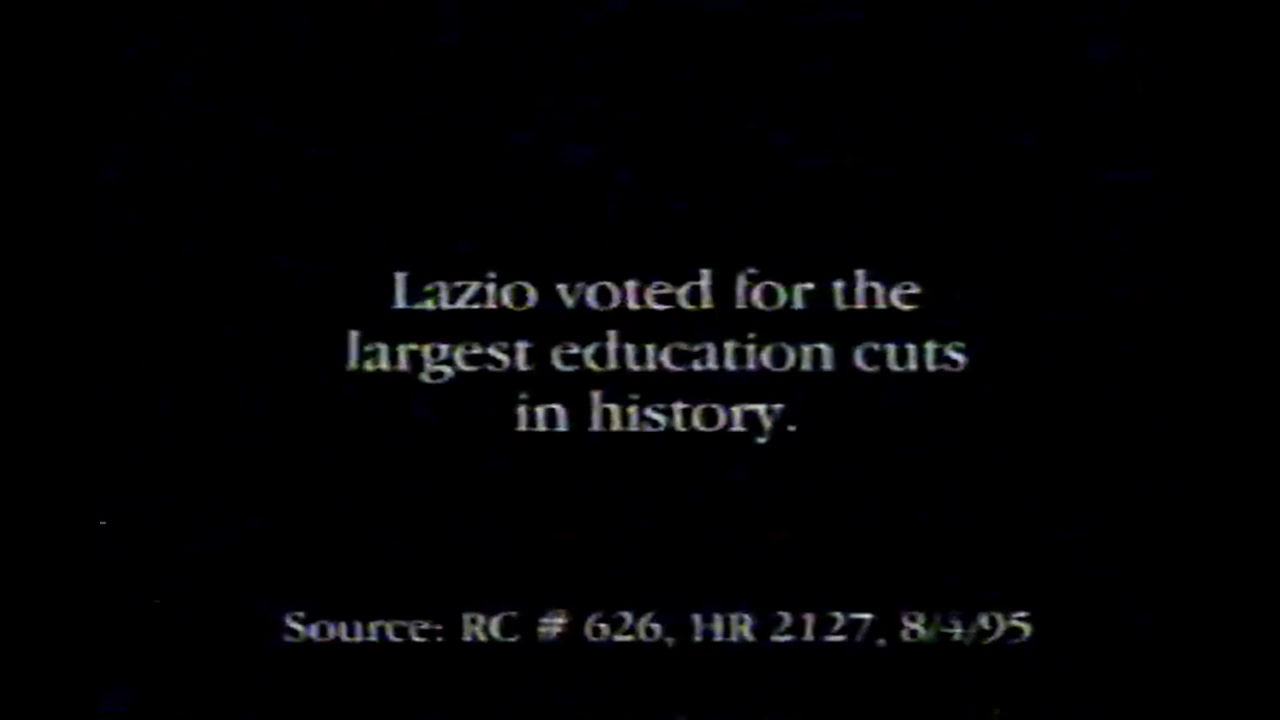 Lazio voted for the
largest education cuts
in history.
Source: RC # 626, HR 2127, 8/4/95